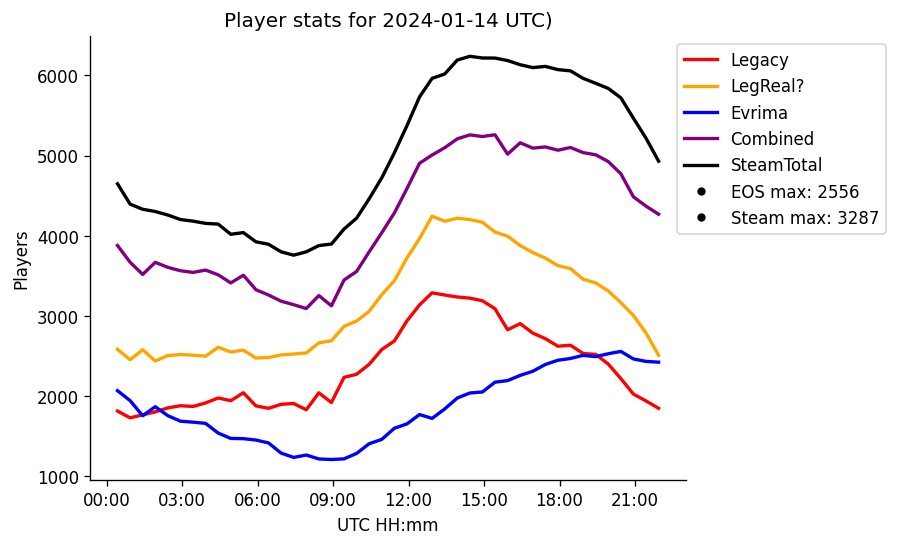 Player stats for 2024-01-14 UTC)
Legacy
LegReal?
Evrima
Combined
SteamTotal
EOS max: 2556
Steam max: 3287
Players
6000
5000
4000
3000
2000
1000
00:00 03:00 06:00 09:00 12:00 15:00 18:00 21:00
UTC HH:mm